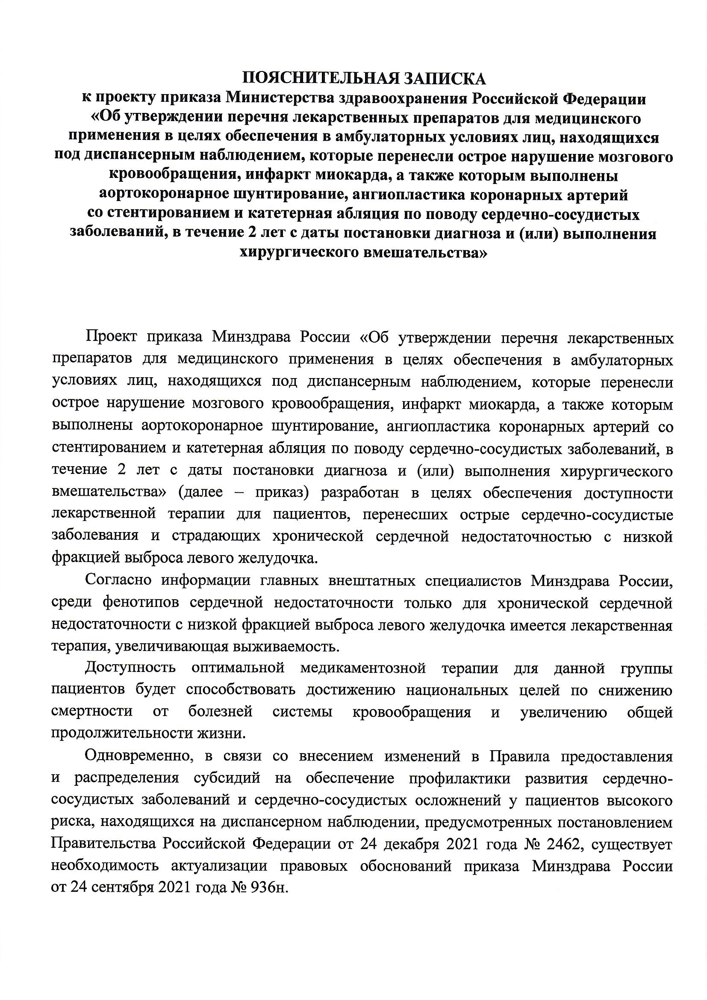 ПОЯСНИТЕЛЬНАЯ ЗАПИСКА
к проекту приказа Министерства здравоохранения Российской Федерации
«Об утверждении перечня лекарственных препаратов для медицинского
применения в целях обеспечения в амбулаторных условиях лиц, находящихся
под диспансерным наблюдением, которые перенесли острое нарушение мозгового
кровообращения, инфаркт миокарда, а также которым выполнены
аортокоронарное шунтирование, ангиопластика коронарных артерий
со стентированием и катетерная абляция по поводу сердечно-сосудистых
заболеваний, в течение 2 лет с даты постановки диагноза и (или) выполнения
хирургического вмешательства»
Проект приказа Минздрава России «Об утверждении перечня лекарственных
препаратов для медицинского применения в целях обеспечения в амбулаторных
условиях лиц, находящихся под диспансерным наблюдением, которые перенесли
острое нарушение мозгового кровообращения, инфаркт миокарда, а также которым
выполнены аортокоронарное шунтирование, ангиопластика коронарных артерий со
стентированием и катетерная абляция по поводу сердечно-сосудистых заболеваний, в
течение 2 лет с даты постановки диагноза и (или) выполнения хирургического
вмешательства» (далее – приказ) разработан в целях обеспечения доступности
лекарственной терапии для пациентов, перенесших острые сердечно-сосудистые
заболевания и страдающих хронической сердечной недостаточностью с низкой
фракцией выброса левого желудочка.
Согласно информации главных внештатных специалистов Минздрава России,
среди фенотипов сердечной недостаточности только для хронической сердечной
недостаточности с низкой фракцией выброса левого желудочка имеется лекарственная
терапия, увеличивающая выживаемость.
Доступность оптимальной медикаментозной терапии для данной группы
пациентов будет способствовать достижению национальных целей по снижению
смертности от болезней системы кровообращения и увеличению общей
продолжительности жизни.
Одновременно, в связи со внесением изменений в Правила предоставления
и распределения субсидий на обеспечение профилактики развития сердечно-
сосудистых заболеваний и сердечно-сосудистых осложнений у пациентов высокого
риска, находящихся на диспансерном наблюдении, предусмотренных постановлением
Правительства Российской Федерации от 24 декабря 2021 года № 2462, существует
необходимость актуализации правовых обоснований приказа Минздрава России
от 24 сентября 2021 года № 936н.